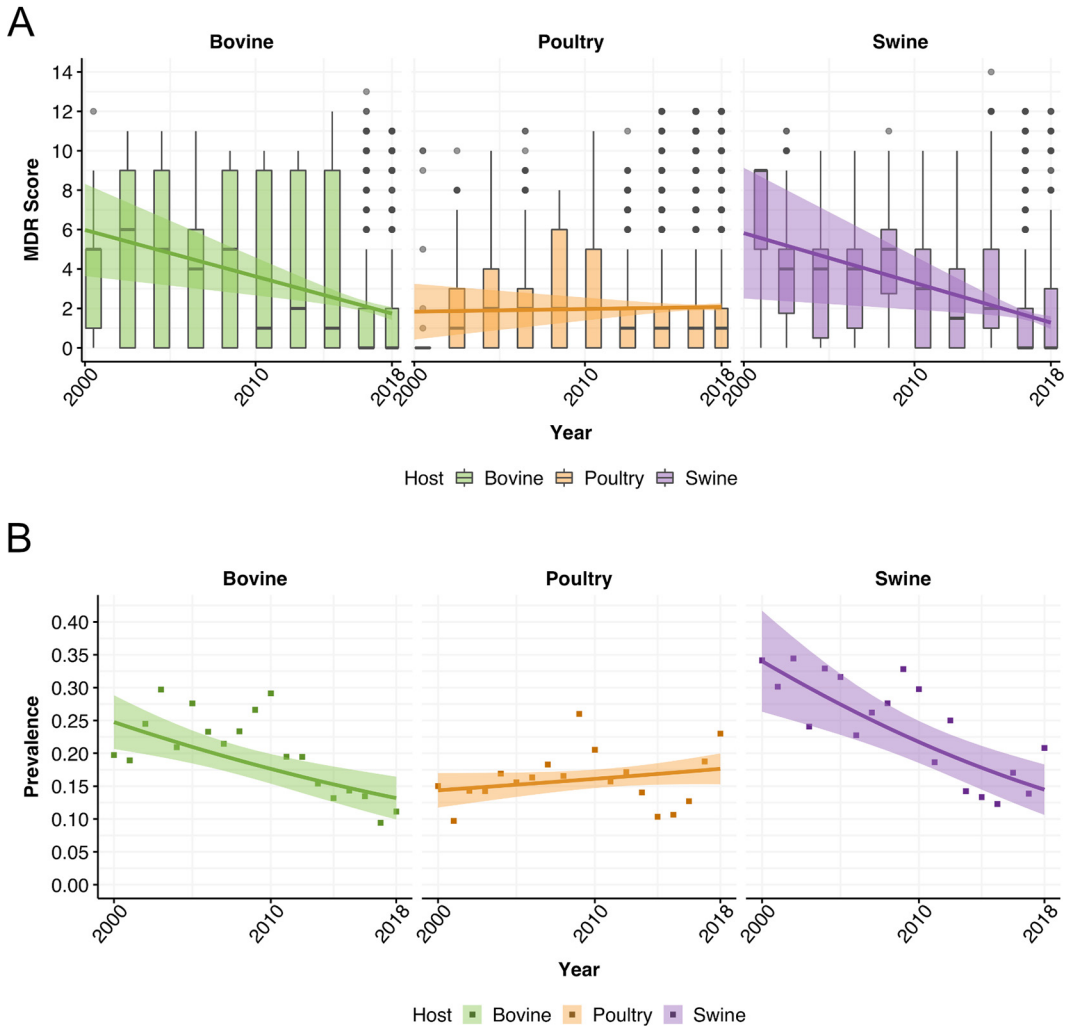 A
Bovine Poultry Swine
MDR Score
14
12
10
8
6
4
2
0
2000 2010 2018 2000 2010 2018 2000 2010 2018
Year
Host Bovine Poultry Swine
B
Bovine Poultry Swine
Prevalence
0.40
0.35
0.30
0.25
0.20
0.15
0.10
0.05
0.00
2000 2010 2018 2000 2010 2018 2000 2010 2018
Year
Host Bovine Poultry Swine